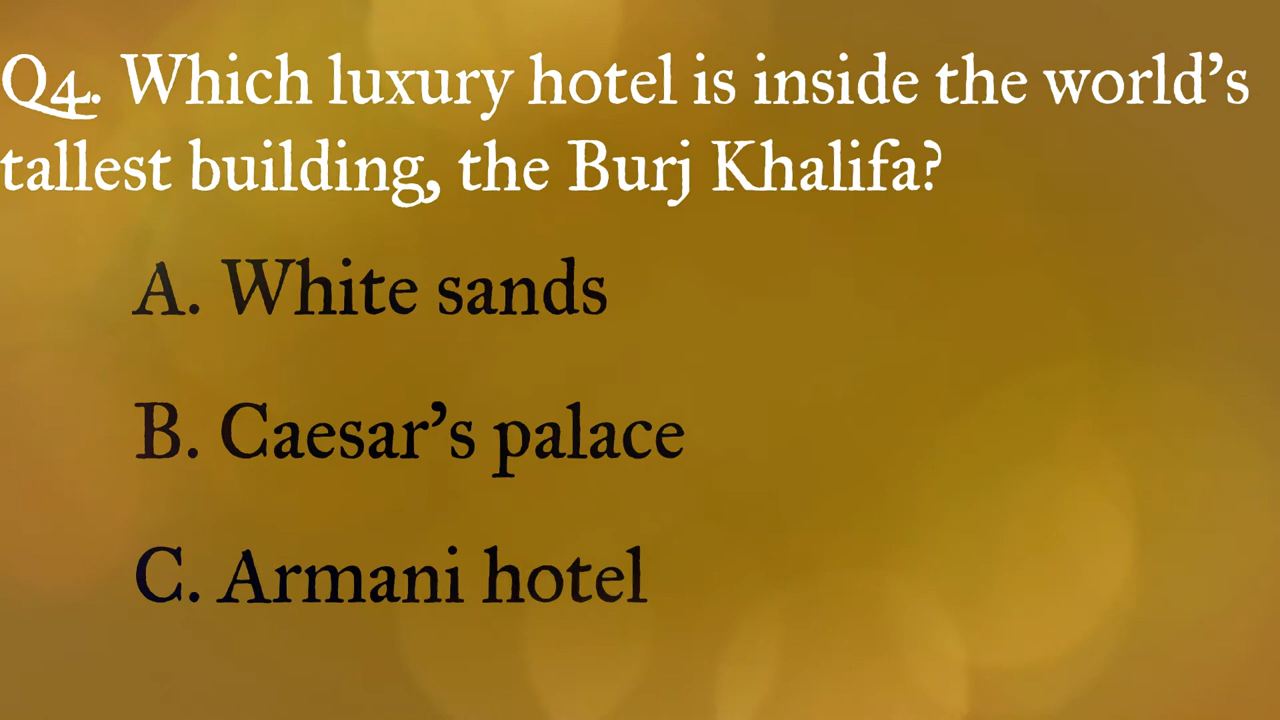 Q4. Which luxury hotel is inside the world’s
tallest building, the Burj Khalifa?
A. White sands
B. Caesar’s palace
C. Armani hotel